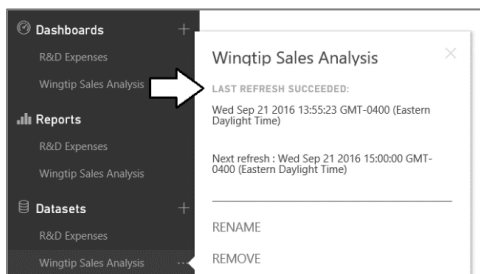 Dashboards +
R&D Expenses
Wingtip Sales Analysis
Reports
R&D Expenses
Wingtip Sales Analysis
Datasets +
R&D Expenses
Wingtip Sales Analysis ...
Wingtip Sales Analysis
LAST REFRESH SUCCEEDED:
Wed Sep 21 2016 13:55:23 GMT-0400 (Eastern
Daylight Time)
Next refresh : Wed Sep 21 2016 15:00:00 GMT-
0400 (Eastern Daylight Time)
RENAME
REMOVE